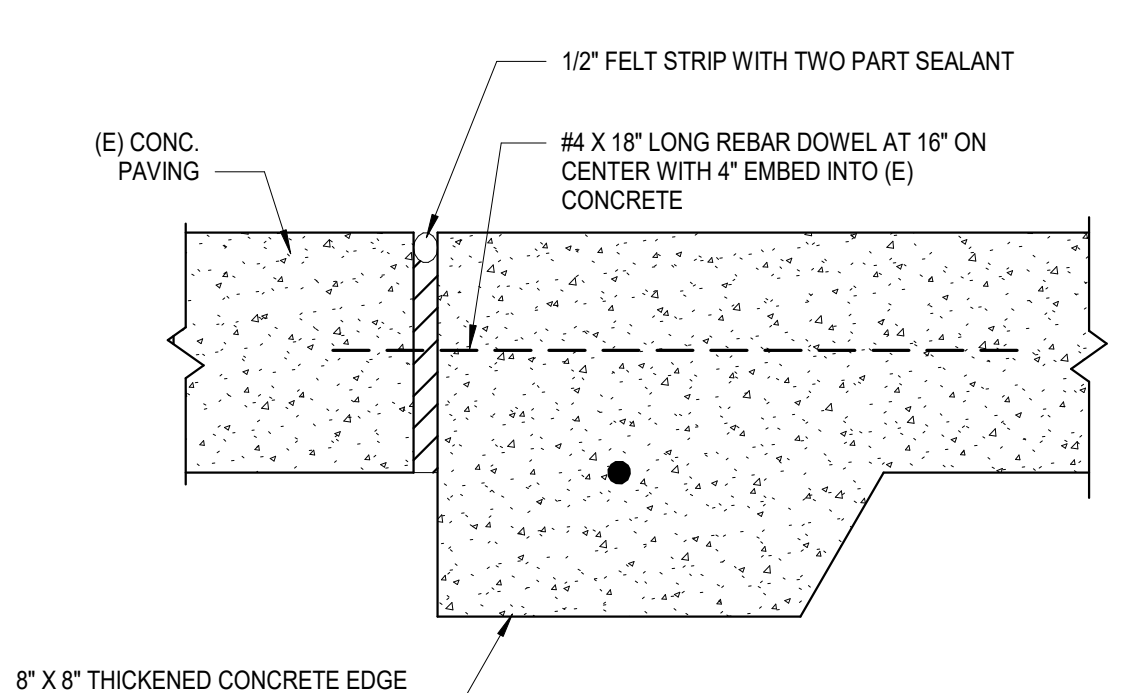 1/2" FELT STRIP WITH TWO PART SEALANT
(E) CONC.
PAVING
#4 X 18" LONG REBAR DOWEL AT 16" ON
CENTER WITH 4" EMBED INTO (E)
CONCRETE
8" X 8" THICKENED CONCRETE EDGE